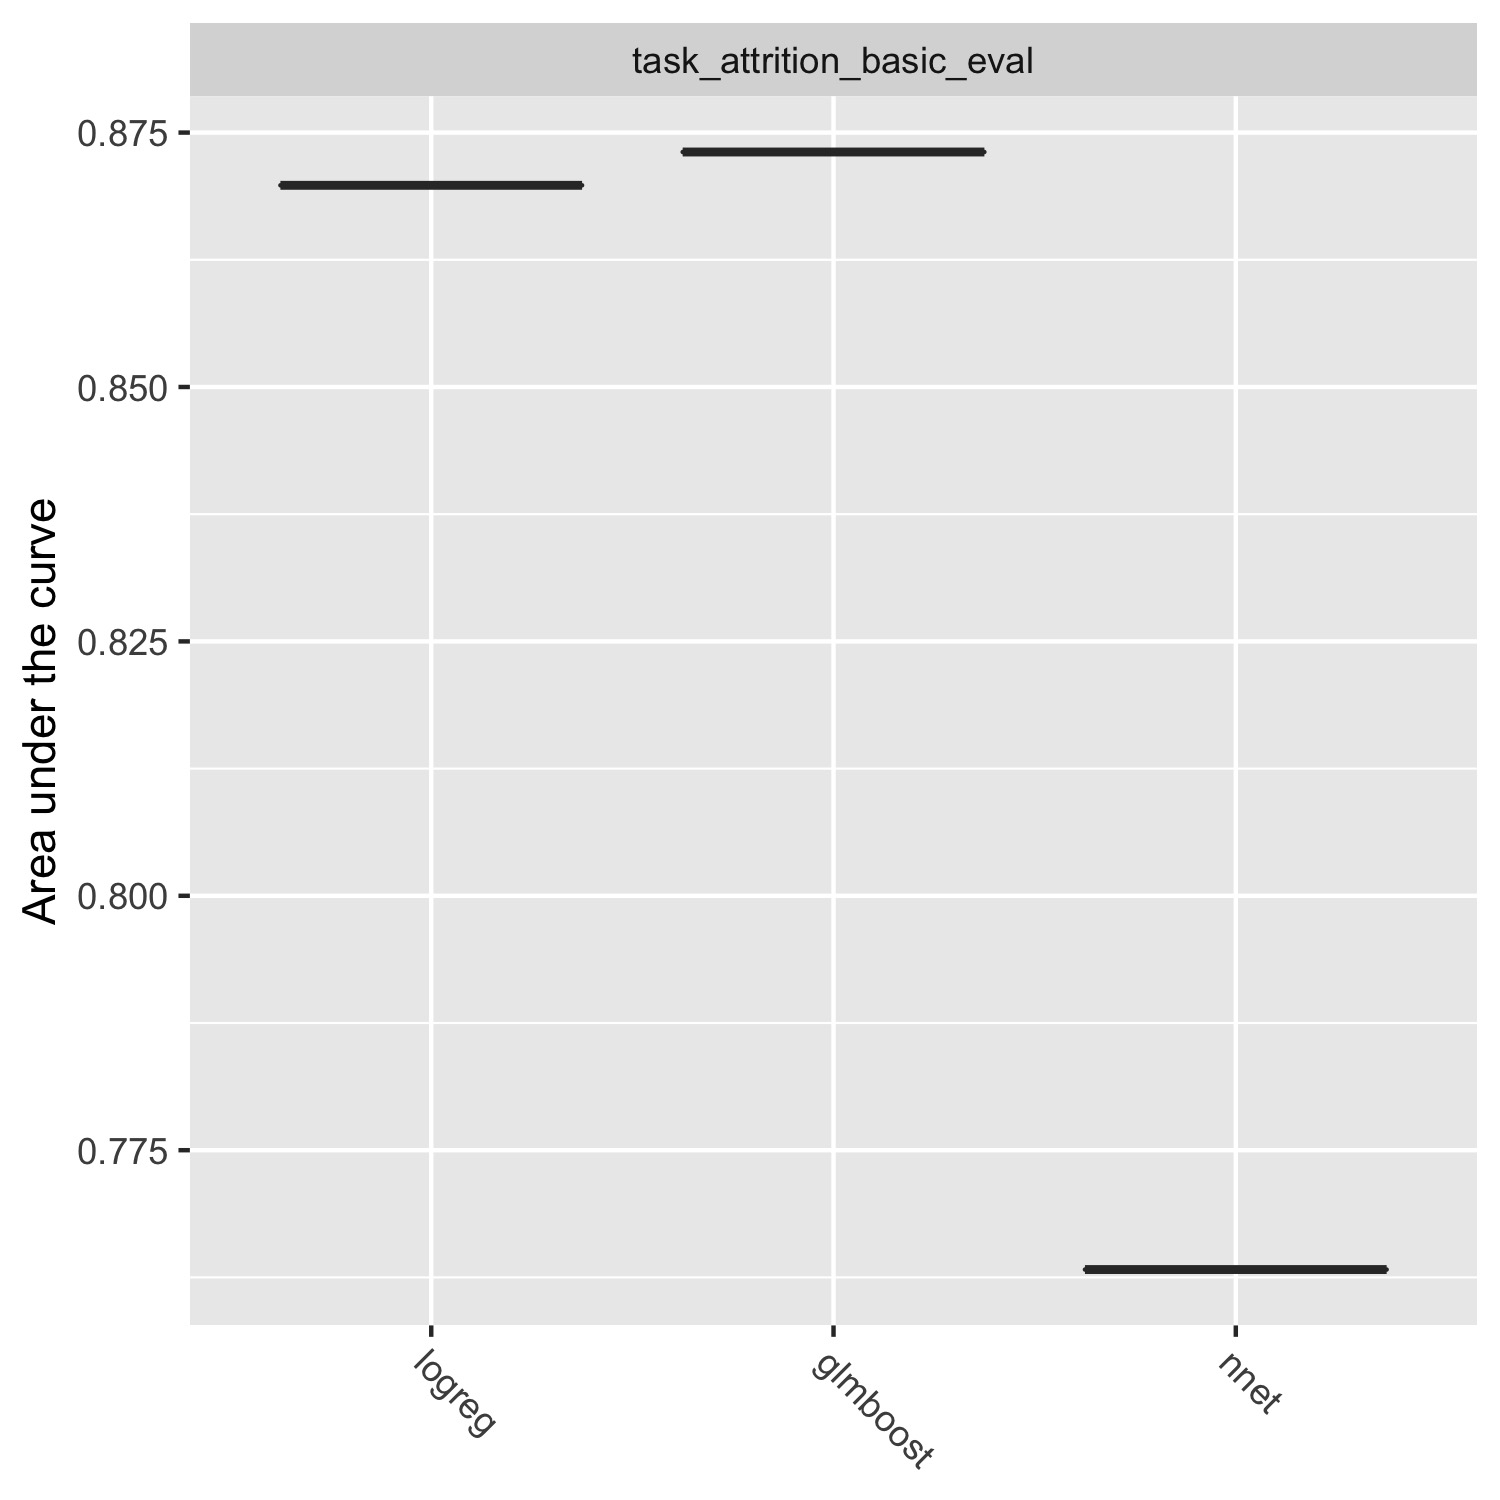 task_attrition_basic_eval
Area under the curve
0.875
0.850
0.825
0.800
0.775
logreg
glmboost
nnet